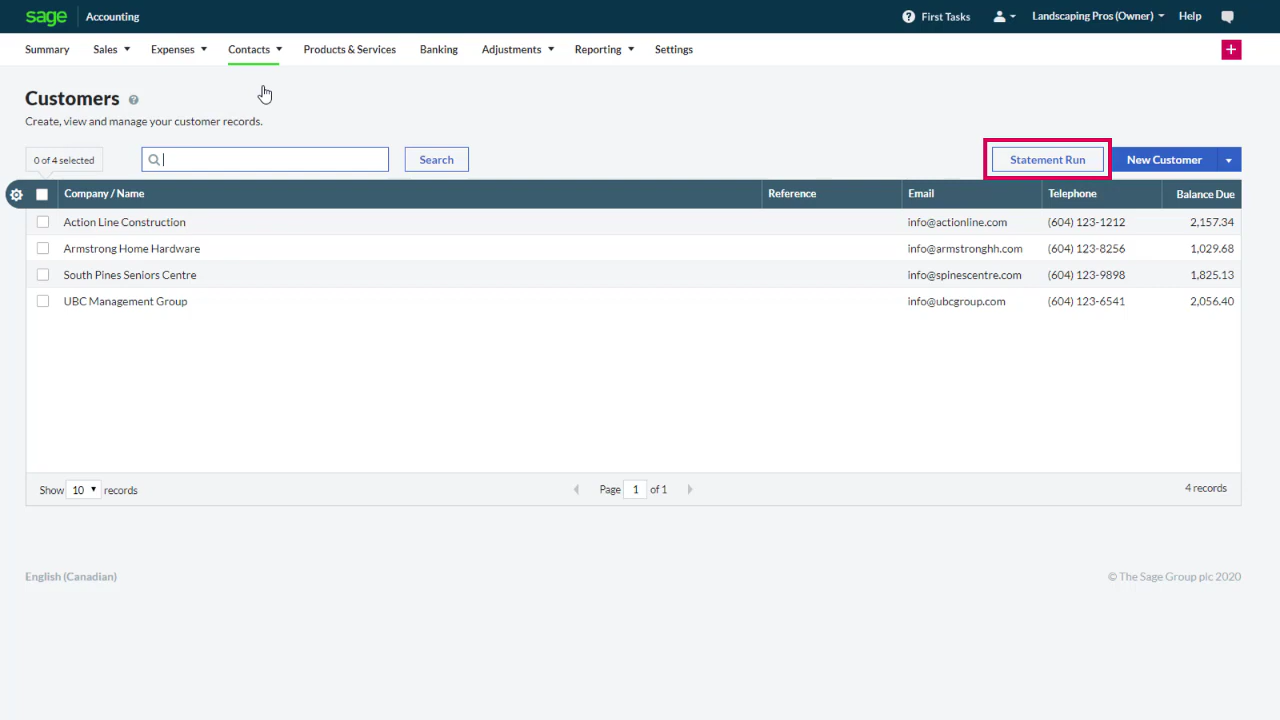 sage Accounting First Tasks Landscaping Pros (Owner) Help
Summary Sales Expenses Contacts Products & Services Banking Adjustments Reporting Settings
Customers
Create, view and manage your customer records.
0 of 4 selected Search Statement Run New Customer
Company / Name Reference Email Telephone Balance Due
Action Line Construction info@actionline.com (604) 123-1212 2,157.34
Armstrong Home Hardware info@armstronghh.com (604) 123-8256 1,029.68
South Pines Seniors Centre info@spinescentre.com (604) 123-9898 1,825.13
UBC Management Group info@ubcgroup.com (604) 123-6541 2,056.40
Show 10 records Page 1 of 1 4 records
English (Canadian) © The Sage Group plc 2020